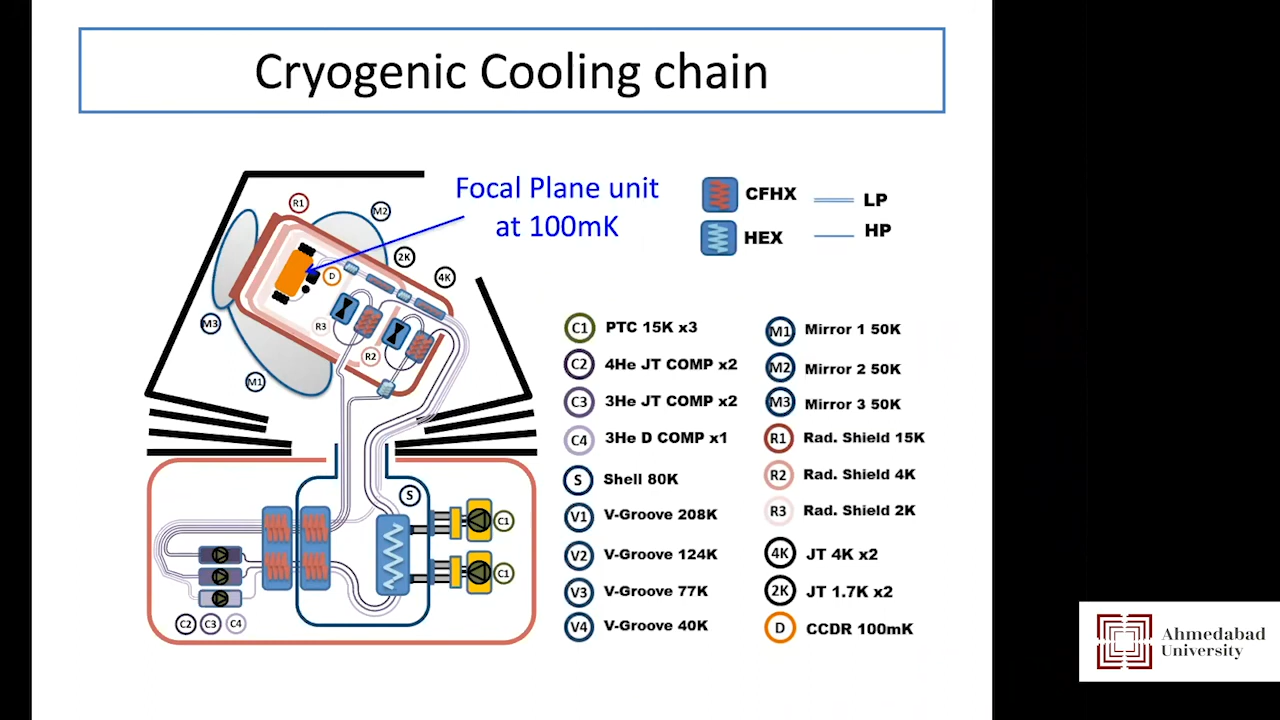 Cryogenic Cooling chain
Focal Plane unit
at 100mK
CFHX
LP
HEX
HP
R1
M2
2K
4K
D
R3
R2
M3
M1
S
C1
C1
C2
C3
C4
C1 PTC 15K x3
C2 4He JT COMP x2
C3 3He JT COMP x2
C4 3He D COMP x1
S Shell 80K
V1 V-Groove 208K
V2 V-Groove 124K
V3 V-Groove 77K
V4 V-Groove 40K
M1 Mirror 1 50K
M2 Mirror 2 50K
M3 Mirror 3 50K
R1 Rad. Shield 15K
R2 Rad. Shield 4K
R3 Rad. Shield 2K
4K JT 4K x2
2K JT 1.7K x2
D CCDR 100mK
Ahmedabad
University